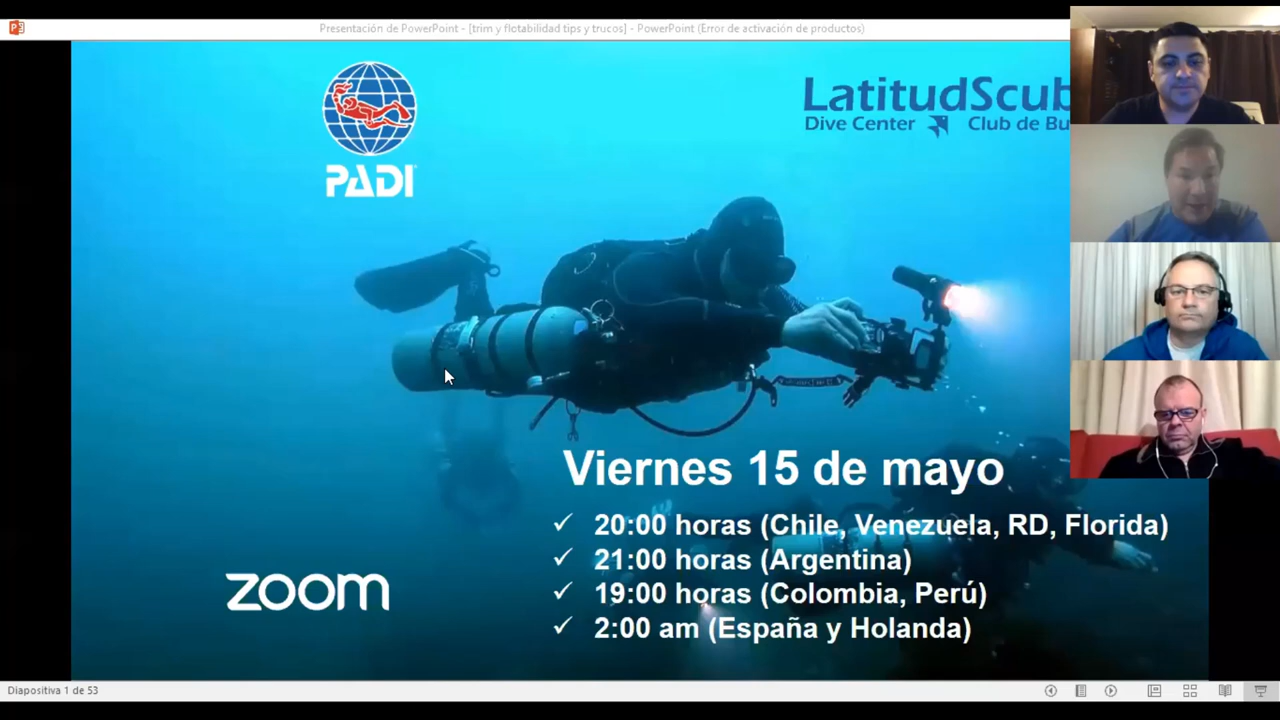 Presentación de PowerPoint - [trim y flotabilidad tips y trucos] - PowerPoint (Error de activación de productos)
PADI
LatitudScub
Dive Center Club de Bu
Viernes 15 de mayo
✓ 20:00 horas (Chile, Venezuela, RD, Florida)
✓ 21:00 horas (Argentina)
✓ 19:00 horas (Colombia, Perú)
✓ 2:00 am (España y Holanda)
zoom
Diapositiva 1 de 53